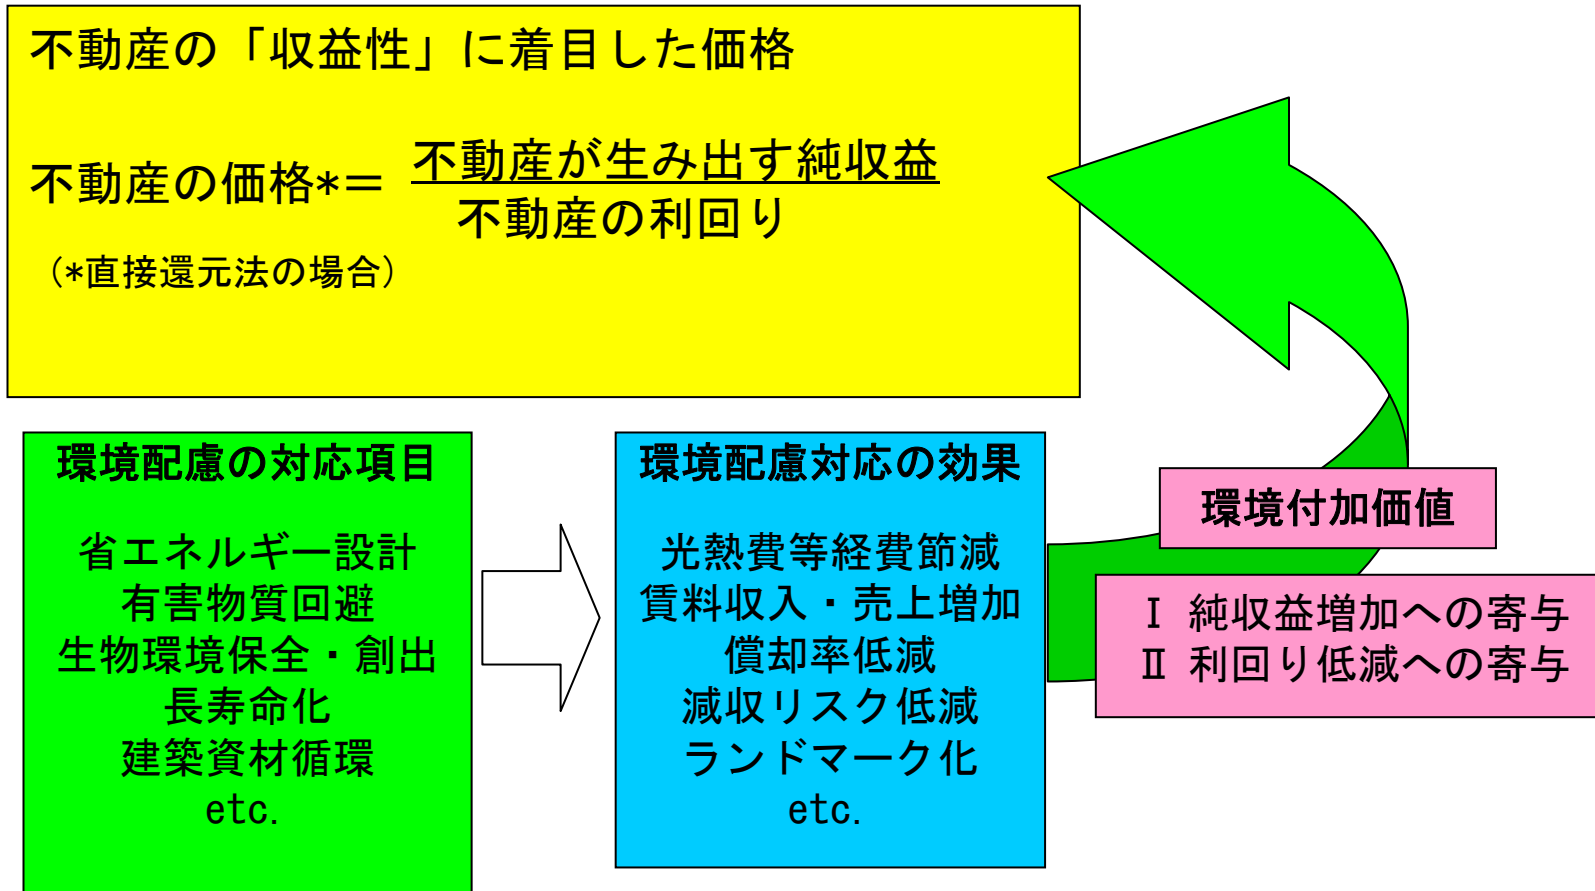 不動産の「収益性」に着目した価格
不動産の価格*＝ 不動産が生み出す純収益
不動産の利回り
(*直接還元法の場合)
環境配慮の対応項目
省エネルギー設計
有害物質回避
生物環境保全・創出
長寿命化
建築資材循環
etc.
環境配慮対応の効果
光熱費等経費節減
賃料収入・売上増加
償却率低減
減収リスク低減
ランドマーク化
etc.
環境付加価値
Ⅰ 純収益増加への寄与
Ⅱ 利回り低減への寄与